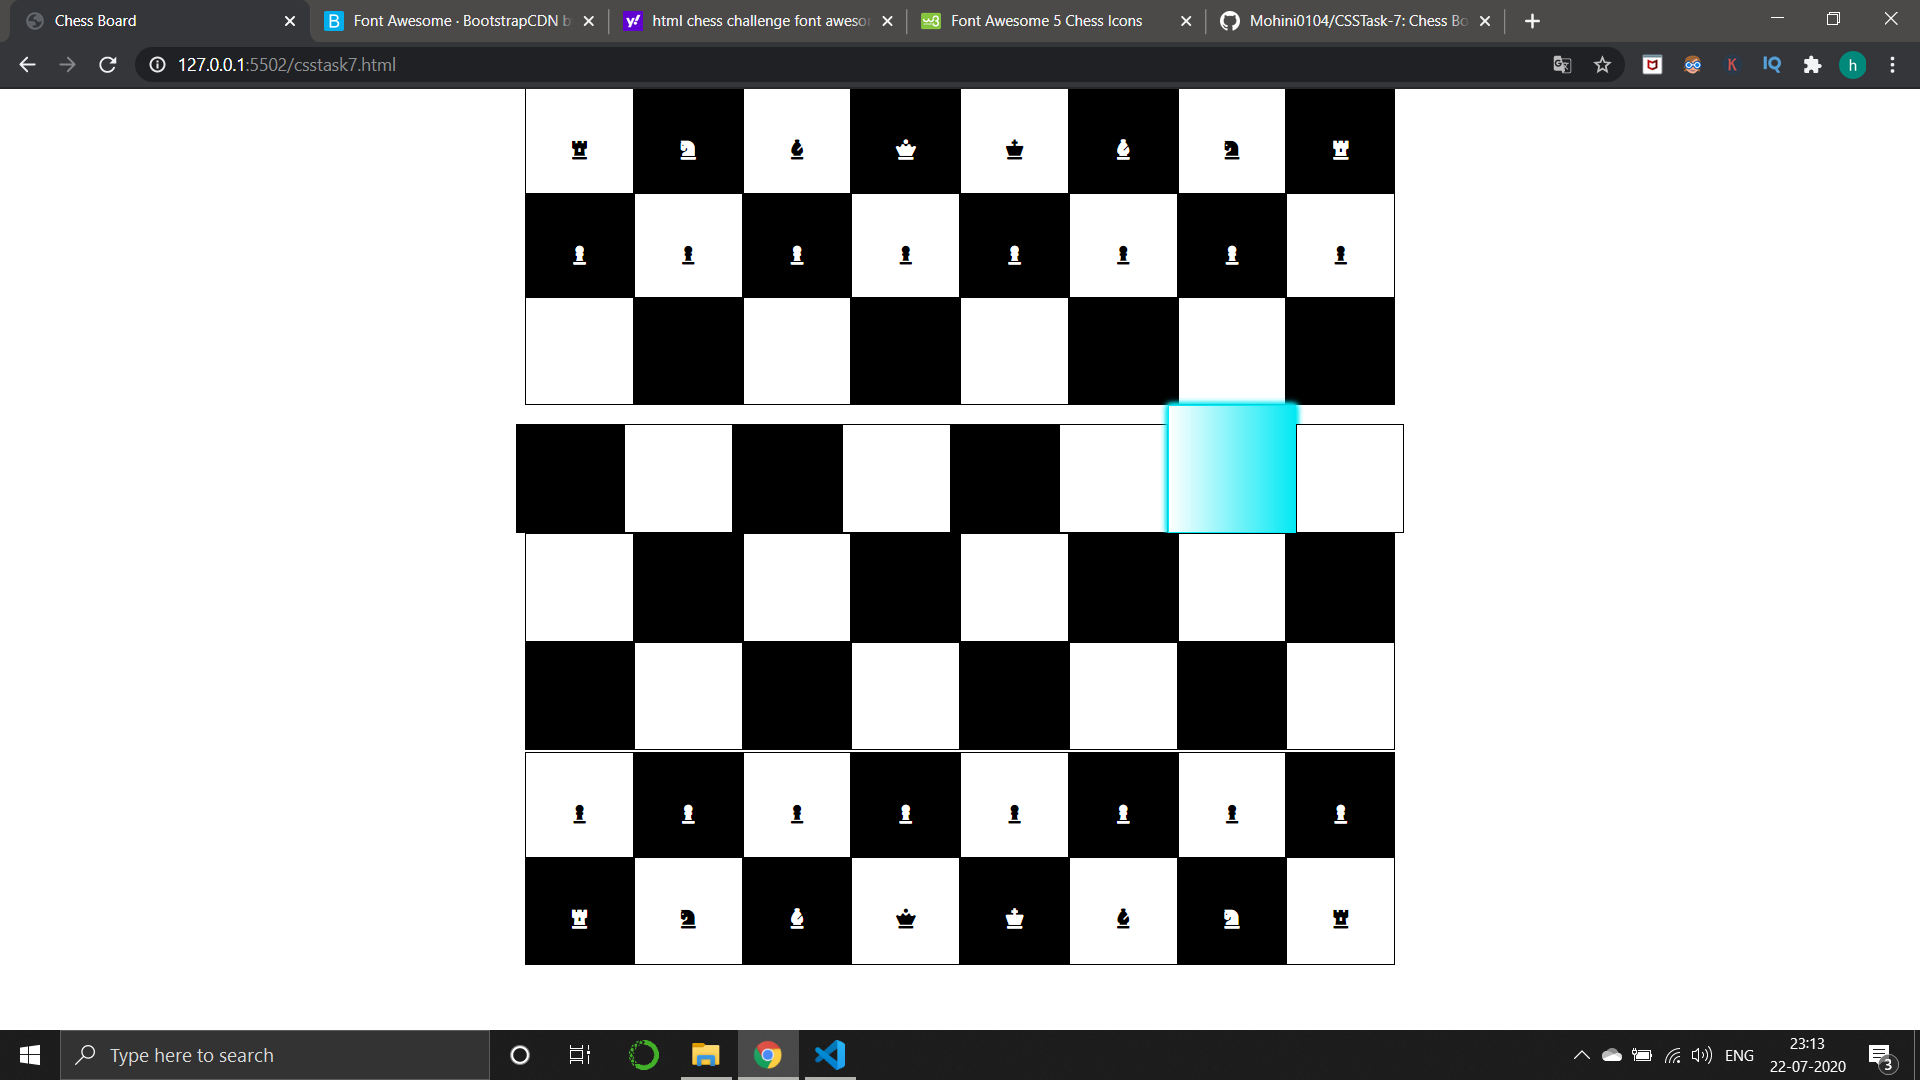 Chess Board
Font Awesome · BootstrapCDN b
html chess challenge font aweso
Font Awesome 5 Chess Icons
Mohini0104/CSSTask-7: Chess Bo
127.0.0.1:5502/csstask7.html
K
IQ
h
Type here to search
ENG
23:13
22-07-2020
3